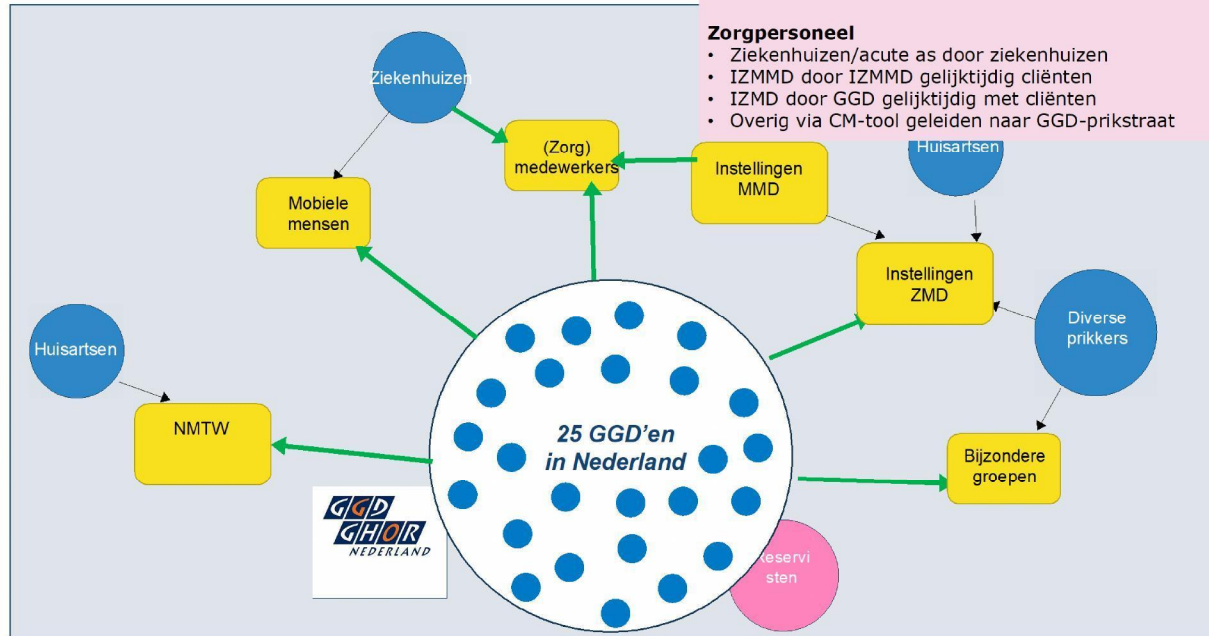 Zorgpersoneel
• Ziekenhuizen/acute as door ziekenhuizen
• IZMMD door IZMMD gelijktijdig cliënten
• IZMD door GGD gelijktijdig met cliënten
• Overig via CM-tool geleiden naar GGD-prikstraat
Ziekenhuizen
(Zorg)
medewerkers
Instellingen
MMD
Huisartsen
Mobiele
mensen
Instellingen
ZMD
Diverse
prikkers
Huisartsen
NMTW
25 GGD'en
in Nederland
Bijzondere
groepen
GGD
GHOR
NEDERLAND
Reservi
sten